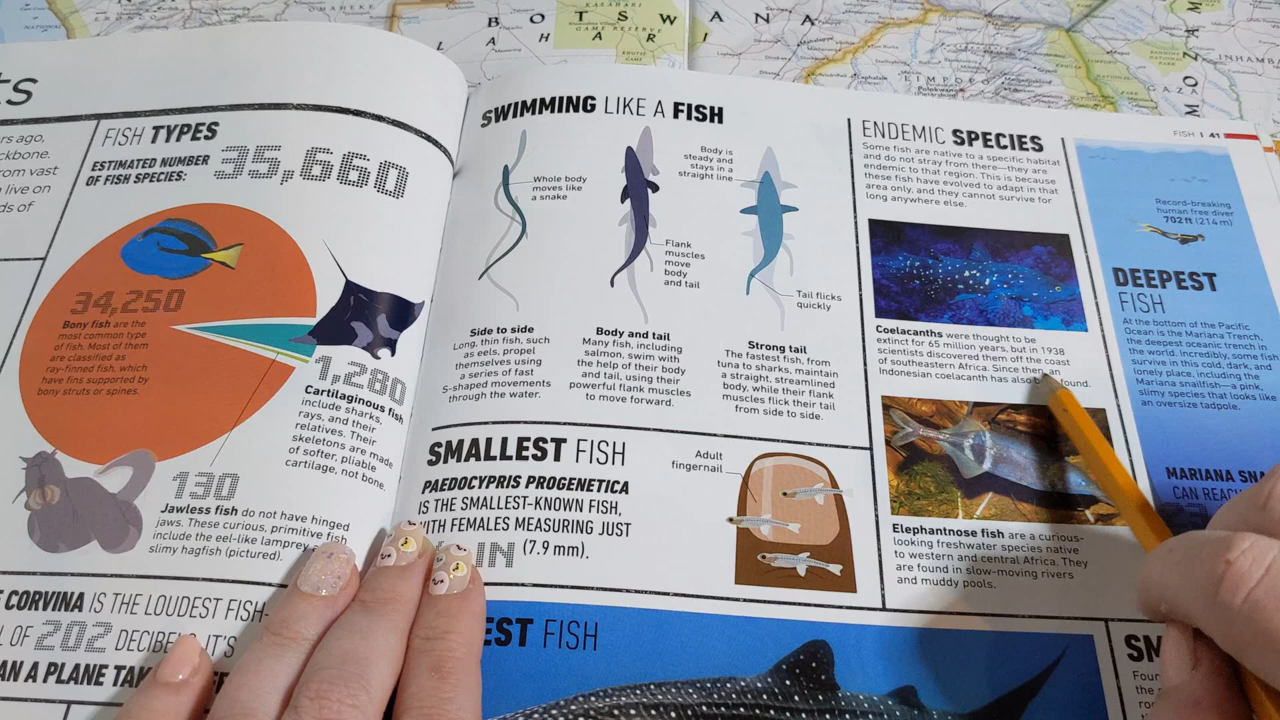 BOTSWANA
KALAHARI
GAME RESERVE
LAHARI
LIMPOPO
Polokwane
GAZA
INHAMBA
MOZAM
ts
rs ago,
ckbone.
rom vast
live on
ds of
FISH TYPES
ESTIMATED NUMBER
OF FISH SPECIES:
35,660
34,250
Bony fish are the
most common type
of fish. Most of them
are classified as
ray-finned fish, which
have fins supported by
bony struts or spines.
1,280
Cartilaginous fish
include sharks,
rays, and their
relatives. Their
skeletons are made
of softer, pliable
cartilage, not bone.
130
Jawless fish do not have hinged
jaws. These curious, primitive fish
include the eel-like lamprey
slimy hagfish (pictured).
CORVINA IS THE LOUDEST FISH-
L OF 202 DECIBELS IT'S
AN A PLANE TAK
SWIMMING LIKE A FISH
Whole body
moves like
a snake
Flank
muscles
move
body
and tail
Body is
steady and
stays in a
straight line
Tail flicks
quickly
Side to side
Long, thin fish, such
as eels, propel
themselves using
a series of fast
S-shaped movements
through the water.
Body and tail
Many fish, including
salmon, swim with
the help of their body
and tail, using their
powerful flank muscles
to move forward.
Strong tail
The fastest fish, from
tuna to sharks, maintain
a straight, streamlined
body, while their flank
muscles flick their tail
from side to side.
SMALLEST FISH
PAEDOCYPRIS PROGENETICA
IS THE SMALLEST-KNOWN FISH,
WITH FEMALES MEASURING JUST
IN (7.9 mm).
Adult
fingernail
EST FISH
ENDEMIC SPECIES
Some fish are native to a specific habitat
and do not stray from there—they are
endemic to that region. This is because
these fish have evolved to adapt in that
area only, and they cannot survive for
long anywhere else.
Coelacanths were thought to be
extinct for 65 million years, but in 1938
scientists discovered them off the coast
of southeastern Africa. Since then, an
Indonesian coelacanth has also been found.
Elephantnose fish are a curious-
looking freshwater species native
to western and central Africa. They
are found in slow-moving rivers
and muddy pools.
FISH | 41
Record-breaking
human free diver
702 ft (214 m)
DEEPEST
FISH
At the bottom of the Pacific
Ocean is the Mariana Trench,
the deepest oceanic trench in
the world. Incredibly, some fish
survive in this cold, dark, and
lonely place, including the
Mariana snailfish—a pink,
slimy species that looks like
an oversize tadpole.
MARIANA SNA
CAN REAC
SM
Four
the
roo